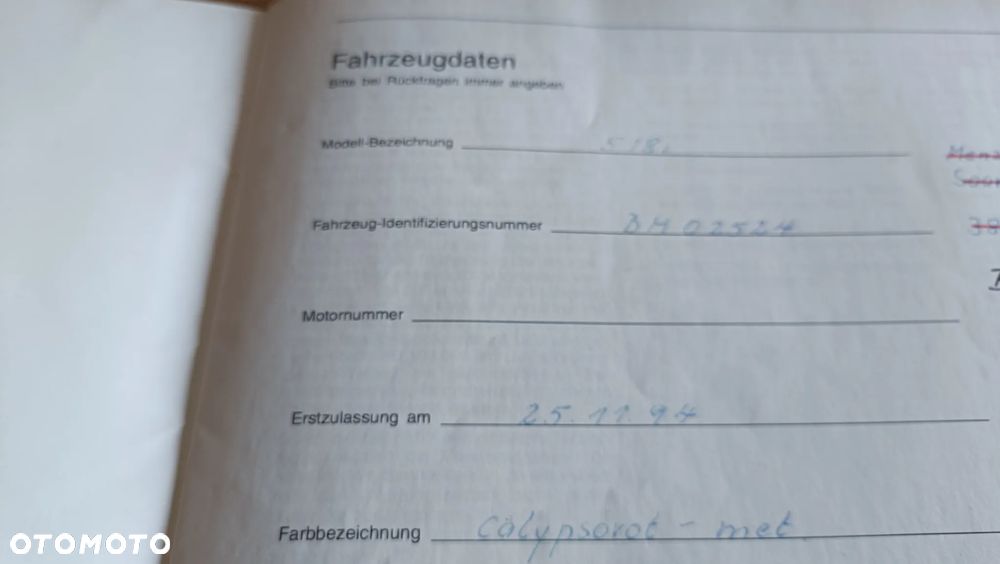 Fahrzeugdaten
Bitte bei Rückfragen immer angeben
Modell-Bezeichnung 518i
Fahrzeug-Identifizierungsnummer
Motornummer
Erstzulassung am 25.11.94
Farbbezeichnung Calypsorot - met.
OTOMOTO